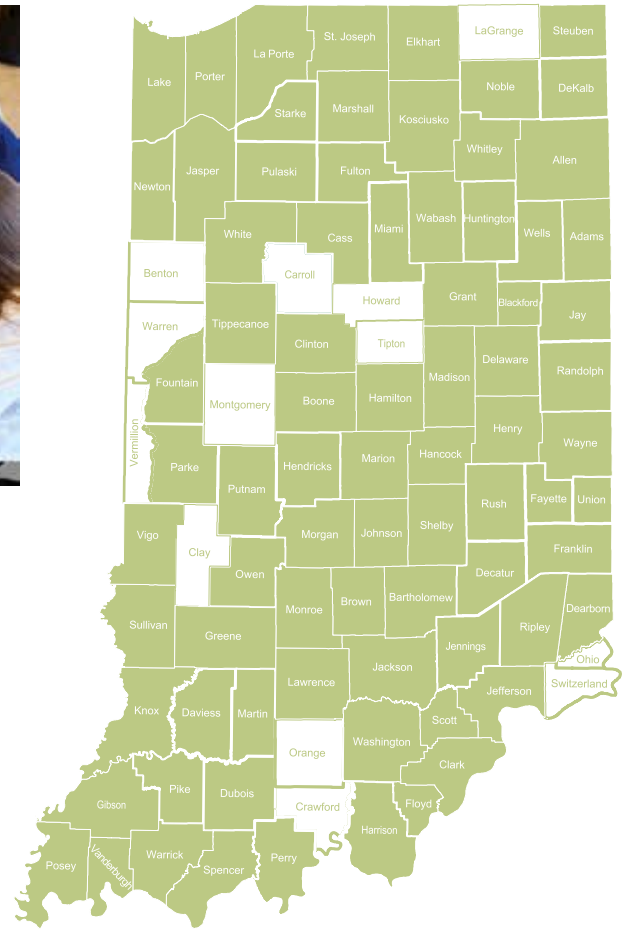 LaGrange
Steuben
St. Joseph
Elkhart
La Porte
Porter
Lake
Noble
DeKalb
Starke
Marshall
Kosciusko
Whitley
Allen
Jasper
Pulaski
Fulton
Newton
Wabash
Huntington
Miami
White
Cass
Wells
Adams
Benton
Carroll
Howard
Grant
Blackford
Jay
Warren
Tippecanoe
Clinton
Tipton
Delaware
Randolph
Madison
Fountain
Montgomery
Boone
Hamilton
Henry
Wayne
Vermillion
Parke
Hendricks
Marion
Hancock
Putnam
Rush
Fayette
Union
Vigo
Clay
Morgan
Johnson
Shelby
Franklin
Owen
Decatur
Monroe
Brown
Bartholomew
Dearborn
Sullivan
Greene
Ripley
Jennings
Ohio
Jackson
Lawrence
Switzerland
Jefferson
Knox
Daviess
Martin
Scott
Washington
Orange
Clark
Pike
Dubois
Gibson
Crawford
Floyd
Harrison
Warrick
Vanderburgh
Posey
Spencer
Perry